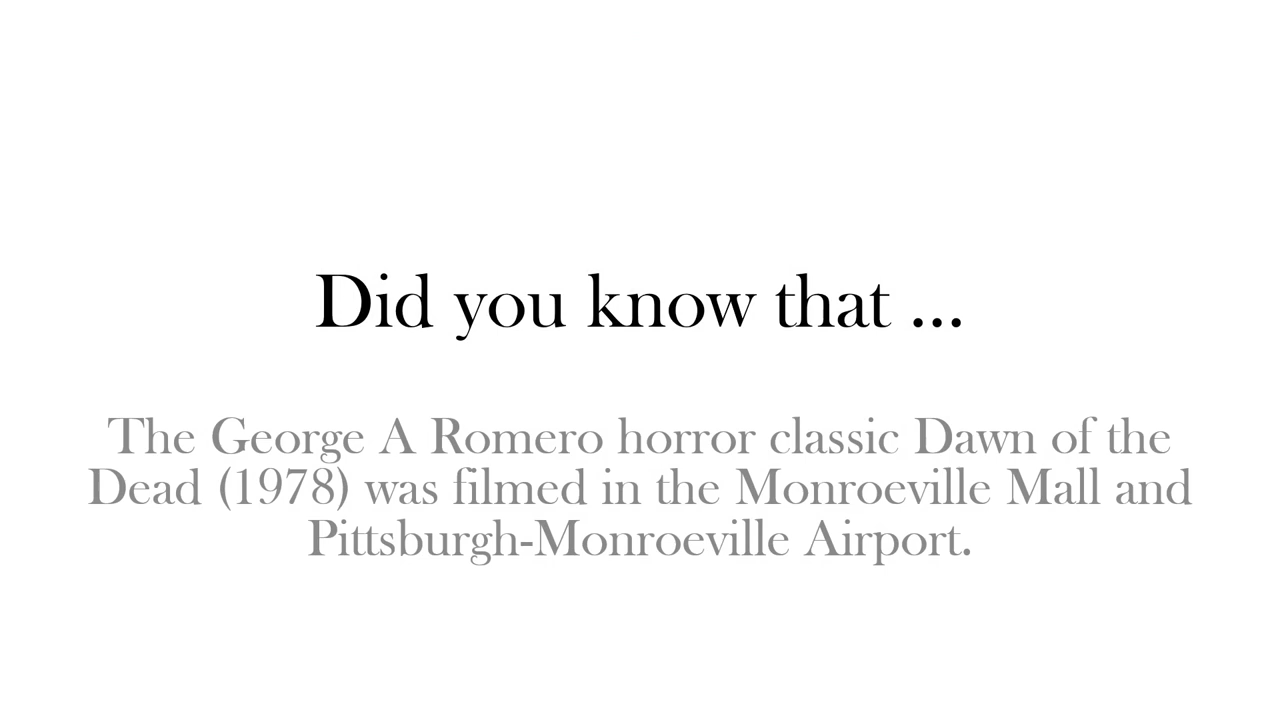 Did you know that ...
The George A Romero horror classic Dawn of the
Dead (1978) was filmed in the Monroeville Mall and
Pittsburgh-Monroeville Airport.